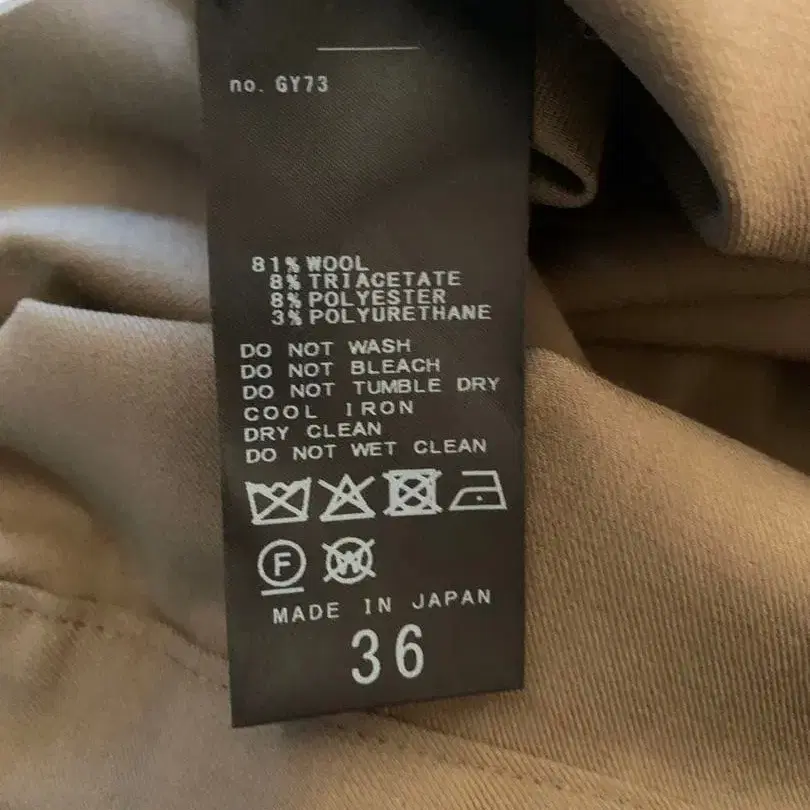 no. GY73
81% WOOL
8% TRIACETATE
8% POLYESTER
3% POLYURETHANE
DO NOT WASH
DO NOT BLEACH
DO NOT TUMBLE DRY
COOL IRON
DRY CLEAN
DO NOT WET CLEAN
F W
MADE IN JAPAN
36